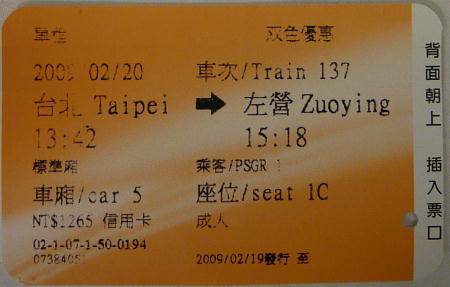 單程 双色優惠
2009/02/20 車次/Train 137
台北 Taipei ➡ 左營 Zuoying
13:42 15:18
標準廂 乘客/PSGR 1
車廂/car 5 座位/seat 1C
NT$1265 信用卡 成人
02-1-07-1-50-0194
07384051 2009/02/19發行 至
背面朝上 插入票口